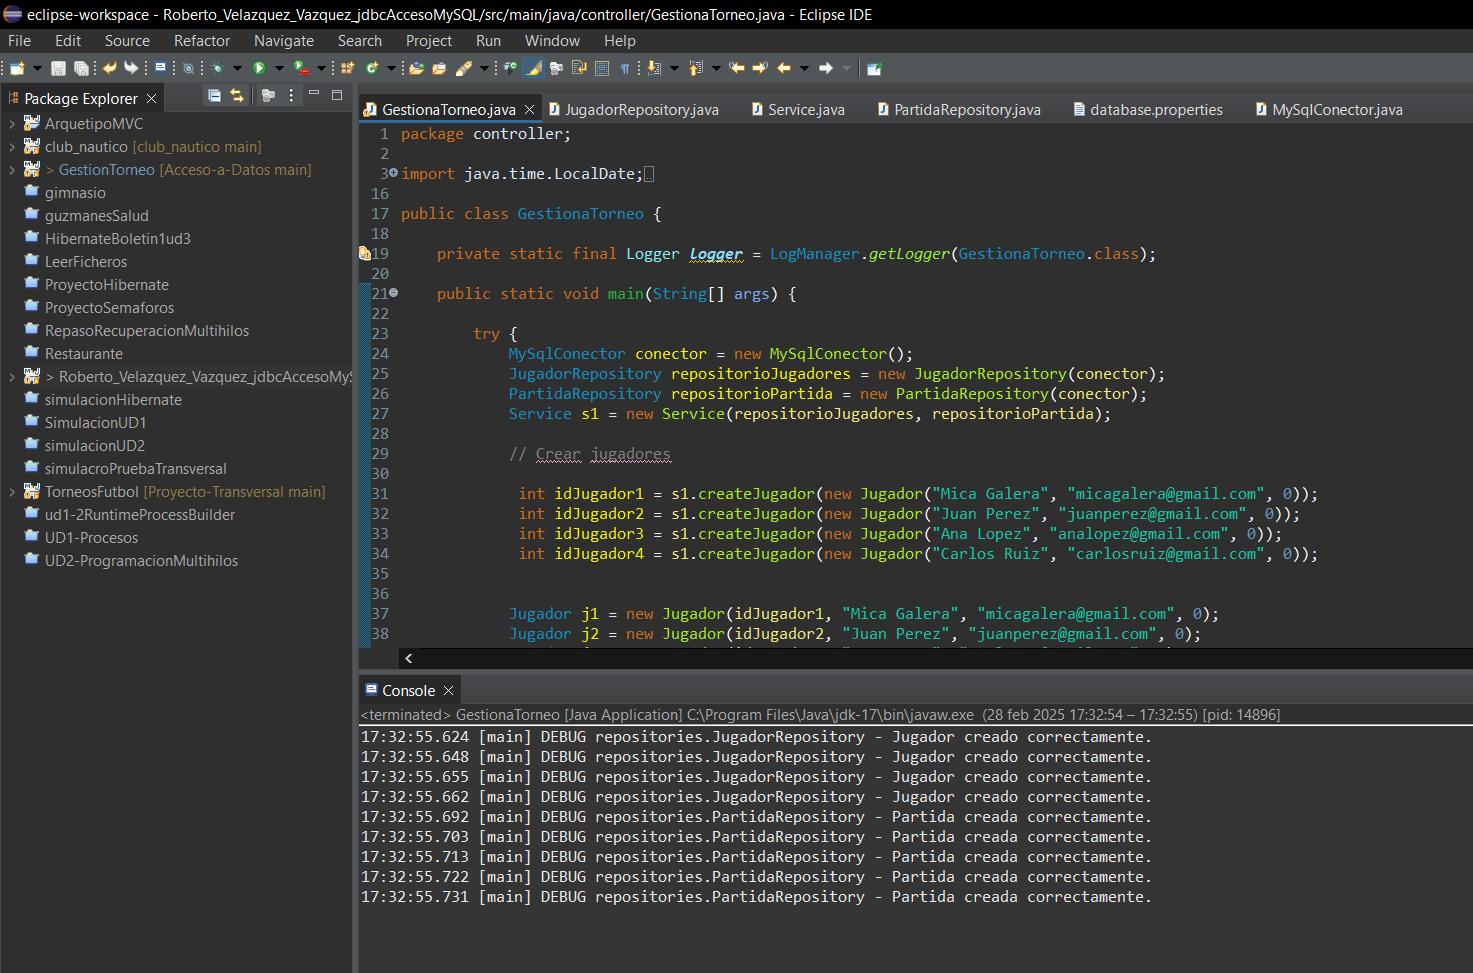 eclipse-workspace - Roberto_Velazquez_Vazquez_jdbcAccesoMySQL/src/main/java/controller/GestionaTorneo.java - Eclipse IDE
File Edit Source Refactor Navigate Search Project Run Window Help
Package Explorer
ArquetipoMVC
club_nautico [club_nautico main]
> GestionTorneo [Acceso-a-Datos main]
gimnasio
guzmanesSalud
HibernateBoletin1ud3
LeerFicheros
ProyectoHibernate
ProyectoSemaforos
RepasoRecuperacionMultihilos
Restaurante
> Roberto_Velazquez_Vazquez_jdbcAccesoMyS
simulacionHibernate
SimulacionUD1
simulacionUD2
simulacroPruebaTransversal
TorneosFutbol [Proyecto-Transversal main]
ud1-2RuntimeProcessBuilder
UD1-Procesos
UD2-ProgramacionMultihilos
GestionaTorneo.java JugadorRepository.java Service.java PartidaRepository.java database.properties MySqlConector.java
1 package controller;
2
3 import java.time.LocalDate;
16
17 public class GestionaTorneo {
18
19 private static final Logger logger = LogManager.getLogger(GestionaTorneo.class);
20
21 public static void main(String[] args) {
22
23 try {
24 MySqlConector conector = new MySqlConector();
25 JugadorRepository repositorioJugadores = new JugadorRepository(conector);
26 PartidaRepository repositorioPartida = new PartidaRepository(conector);
27 Service s1 = new Service(repositorioJugadores, repositorioPartida);
28
29 // Crear jugadores
30
31 int idJugador1 = s1.createJugador(new Jugador("Mica Galera", "micagalera@gmail.com", 0));
32 int idJugador2 = s1.createJugador(new Jugador("Juan Perez", "juanperez@gmail.com", 0));
33 int idJugador3 = s1.createJugador(new Jugador("Ana Lopez", "analopez@gmail.com", 0));
34 int idJugador4 = s1.createJugador(new Jugador("Carlos Ruiz", "carlosruiz@gmail.com", 0));
35
36
37 Jugador j1 = new Jugador(idJugador1, "Mica Galera", "micagalera@gmail.com", 0);
38 Jugador j2 = new Jugador(idJugador2, "Juan Perez", "juanperez@gmail.com", 0);
Console
<terminated> GestionaTorneo [Java Application] C:\Program Files\Java\jdk-17\bin\javaw.exe (28 feb 2025 17:32:54 – 17:32:55) [pid: 14896]
17:32:55.624 [main] DEBUG repositories.JugadorRepository - Jugador creado correctamente.
17:32:55.648 [main] DEBUG repositories.JugadorRepository - Jugador creado correctamente.
17:32:55.655 [main] DEBUG repositories.JugadorRepository - Jugador creado correctamente.
17:32:55.662 [main] DEBUG repositories.JugadorRepository - Jugador creado correctamente.
17:32:55.692 [main] DEBUG repositories.PartidaRepository - Partida creada correctamente.
17:32:55.703 [main] DEBUG repositories.PartidaRepository - Partida creada correctamente.
17:32:55.713 [main] DEBUG repositories.PartidaRepository - Partida creada correctamente.
17:32:55.722 [main] DEBUG repositories.PartidaRepository - Partida creada correctamente.
17:32:55.731 [main] DEBUG repositories.PartidaRepository - Partida creada correctamente.